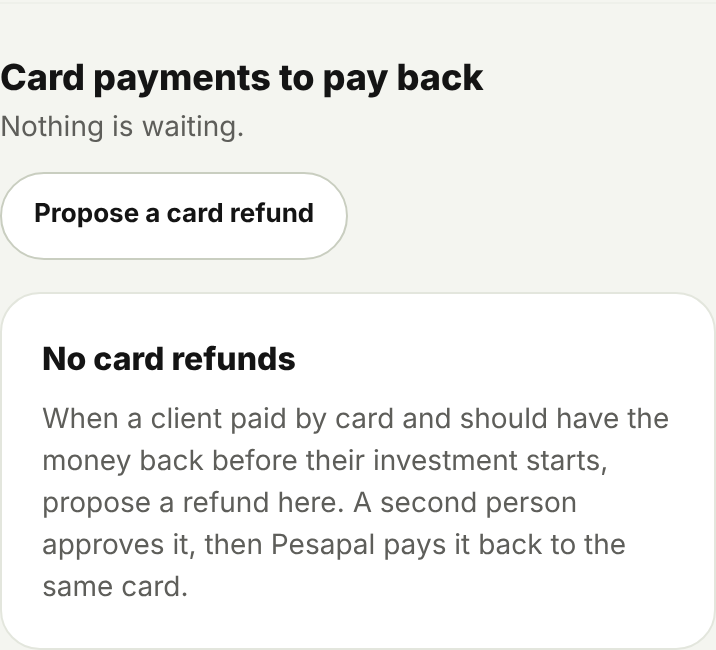 Card payments to pay back
Nothing is waiting.
Propose a card refund
No card refunds
When a client paid by card and should have the
money back before their investment starts,
propose a refund here. A second person
approves it, then Pesapal pays it back to the
same card.